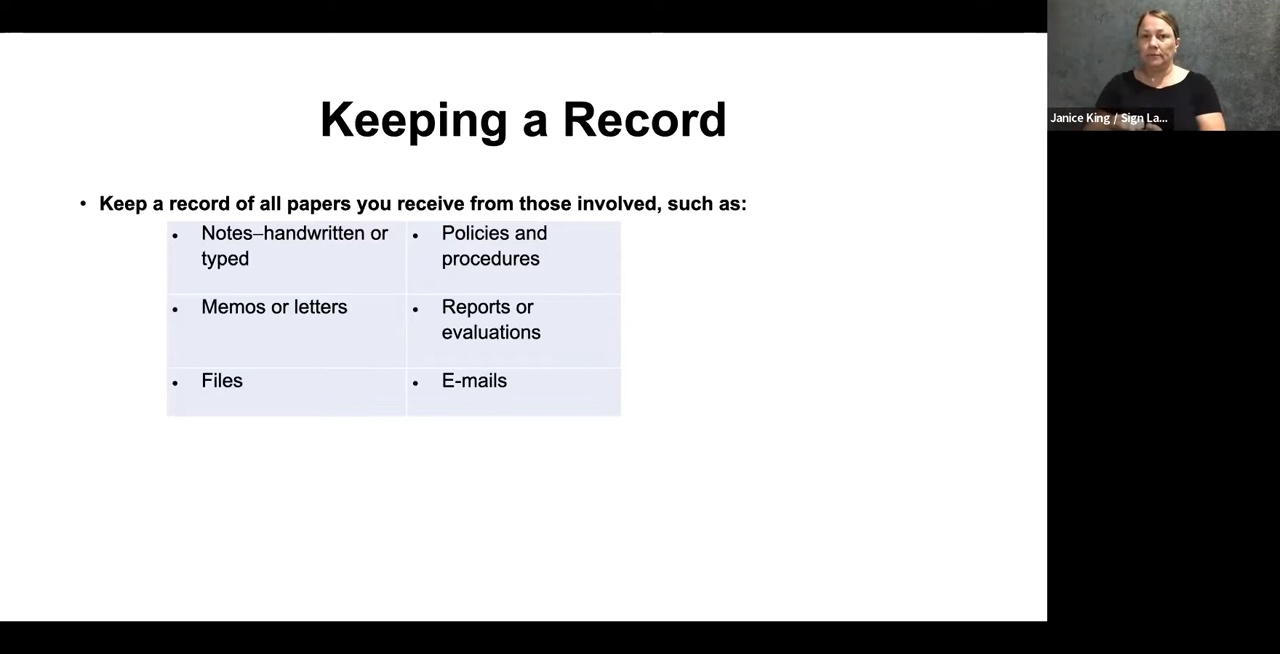 Keeping a Record
Janice King / Sign La...
• Keep a record of all papers you receive from those involved, such as:
• Notes–handwritten or
typed
• Policies and
procedures
• Memos or letters
• Reports or
evaluations
• Files
• E-mails